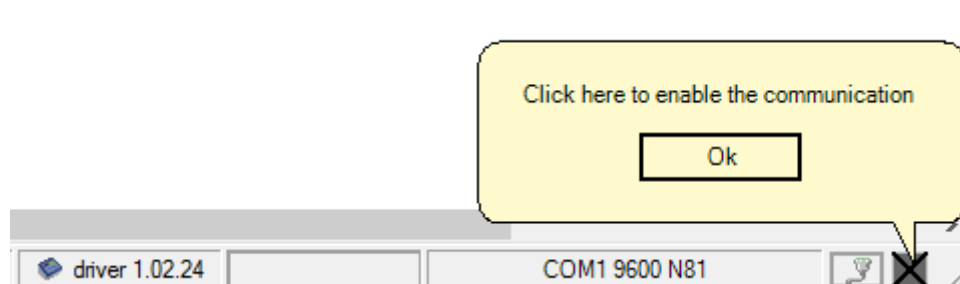 Click here to enable the communication
Ok
driver 1.02.24
COM1 9600 N81